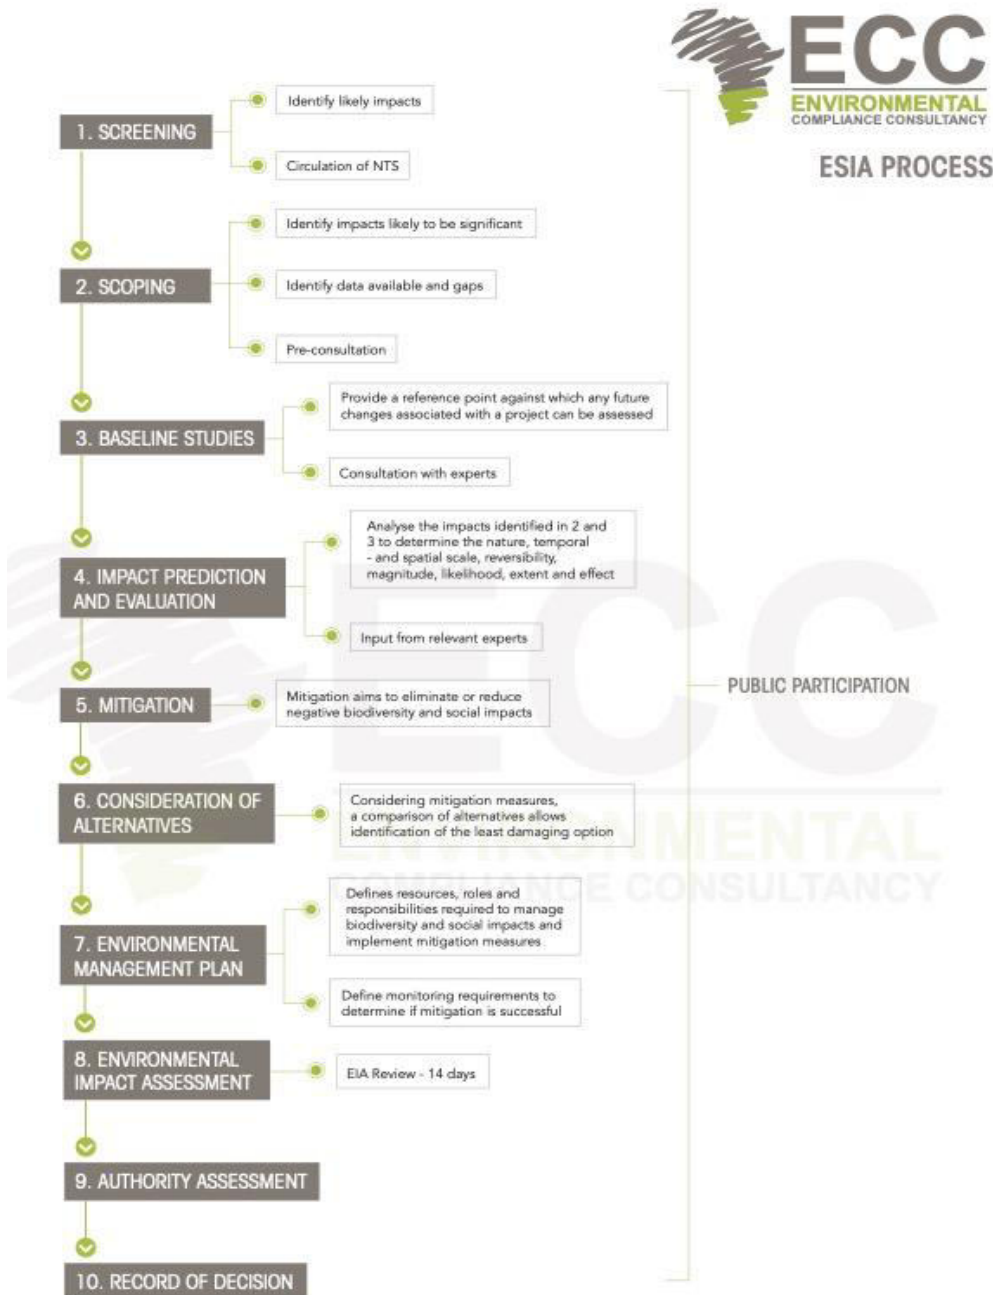 ECC
ENVIRONMENTAL
COMPLIANCE CONSULTANCY
ESIA PROCESS
1. SCREENING
Identify likely impacts
Circulation of NTS
2. SCOPING
Identify impacts likely to be significant
Identify data available and gaps
Pre-consultation
3. BASELINE STUDIES
Provide a reference point against which any future
changes associated with a project can be assessed
Consultation with experts
4. IMPACT PREDICTION
AND EVALUATION
Analyse the impacts identified in 2 and
3 to determine the nature, temporal
- and spatial scale, reversibility,
magnitude, likelihood, extent and effect
Input from relevant experts
5. MITIGATION
Mitigation aims to eliminate or reduce
negative biodiversity and social impacts
PUBLIC PARTICIPATION
6. CONSIDERATION OF
ALTERNATIVES
Considering mitigation measures,
a comparison of alternatives allows
identification of the least damaging option
7. ENVIRONMENTAL
MANAGEMENT PLAN
Defines resources, roles and
responsibilities required to manage
biodiversity and social impacts and
implement mitigation measures
Define monitoring requirements to
determine if mitigation is successful
8. ENVIRONMENTAL
IMPACT ASSESSMENT
EIA Review - 14 days
9. AUTHORITY ASSESSMENT
10. RECORD OF DECISION
ECC
ENVIRONMENTAL
COMPLIANCE CONSULTANCY